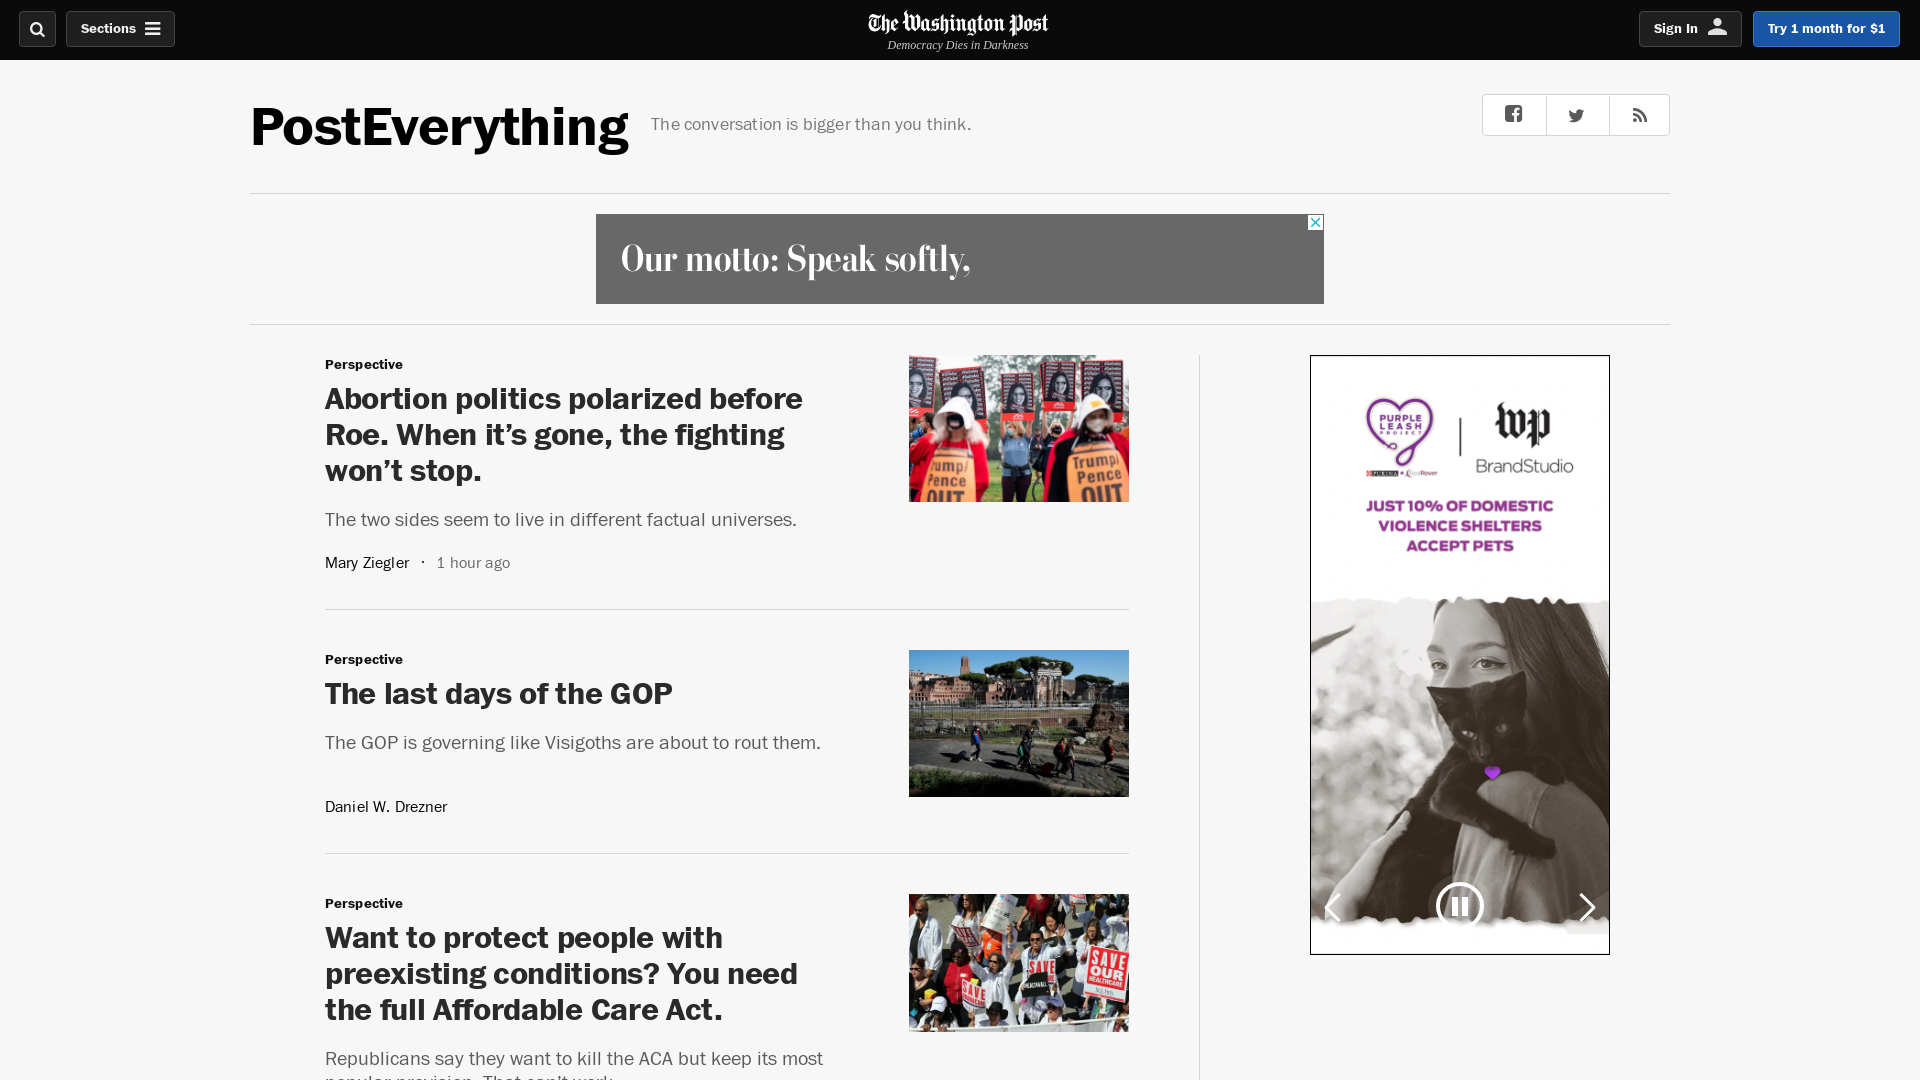 Sections
The Washington Post
Democracy Dies in Darkness
Sign In
Try 1 month for $1
PostEverything
The conversation is bigger than you think.
Our motto: Speak softly,
Perspective
Abortion politics polarized before
Roe. When it’s gone, the fighting
won’t stop.
The two sides seem to live in different factual universes.
Mary Ziegler · 1 hour ago
Trump/
Pence
OUT
Trump/
Pence
OUT
Perspective
The last days of the GOP
The GOP is governing like Visigoths are about to rout them.
Daniel W. Drezner
Perspective
Want to protect people with
preexisting conditions? You need
the full Affordable Care Act.
Republicans say they want to kill the ACA but keep its most
popular provision. That can’t work.
SAVE
SAVE
SAVE
OUR
HEALTHCARE
PURPLE
LEASH
PROJECT
PURINA + RedRover
wp
BrandStudio
JUST 10% OF DOMESTIC
VIOLENCE SHELTERS
ACCEPT PETS